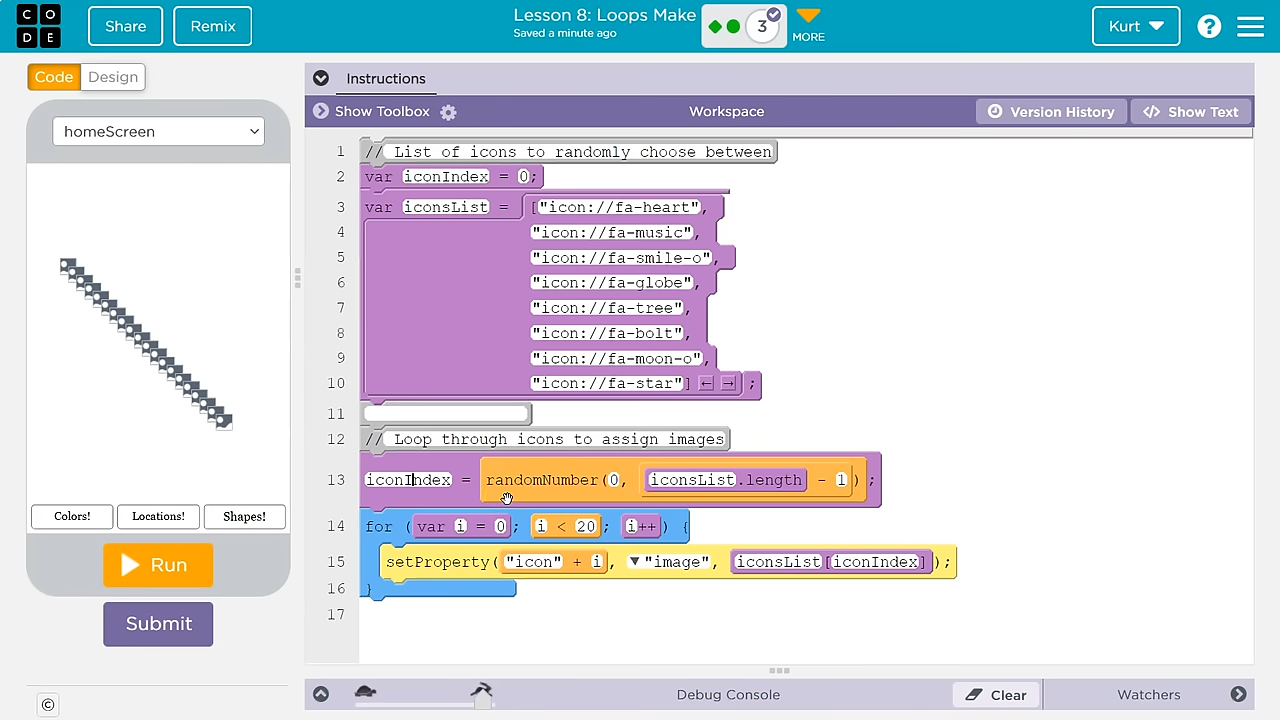 CODE
Share
Remix
Lesson 8: Loops Make
Saved a minute ago
3
MORE
Kurt
?
Code
Design
Instructions
Show Toolbox
Workspace
Version History
</> Show Text
homeScreen
Colors!
Locations!
Shapes!
Run
Submit
©
1 // List of icons to randomly choose between
2 var iconIndex = 0;
3 var iconsList = ["icon://fa-heart",
4 "icon://fa-music",
5 "icon://fa-smile-o",
6 "icon://fa-globe",
7 "icon://fa-tree",
8 "icon://fa-bolt",
9 "icon://fa-moon-o",
10 "icon://fa-star"] ← → ;
11
12 // Loop through icons to assign images
13 iconIndex = randomNumber(0, iconsList.length - 1);
14 for (var i = 0; i < 20; i++) {
15 setProperty("icon" + i, ▼ "image", iconsList[iconIndex]);
16 }
17
Debug Console
Clear
Watchers